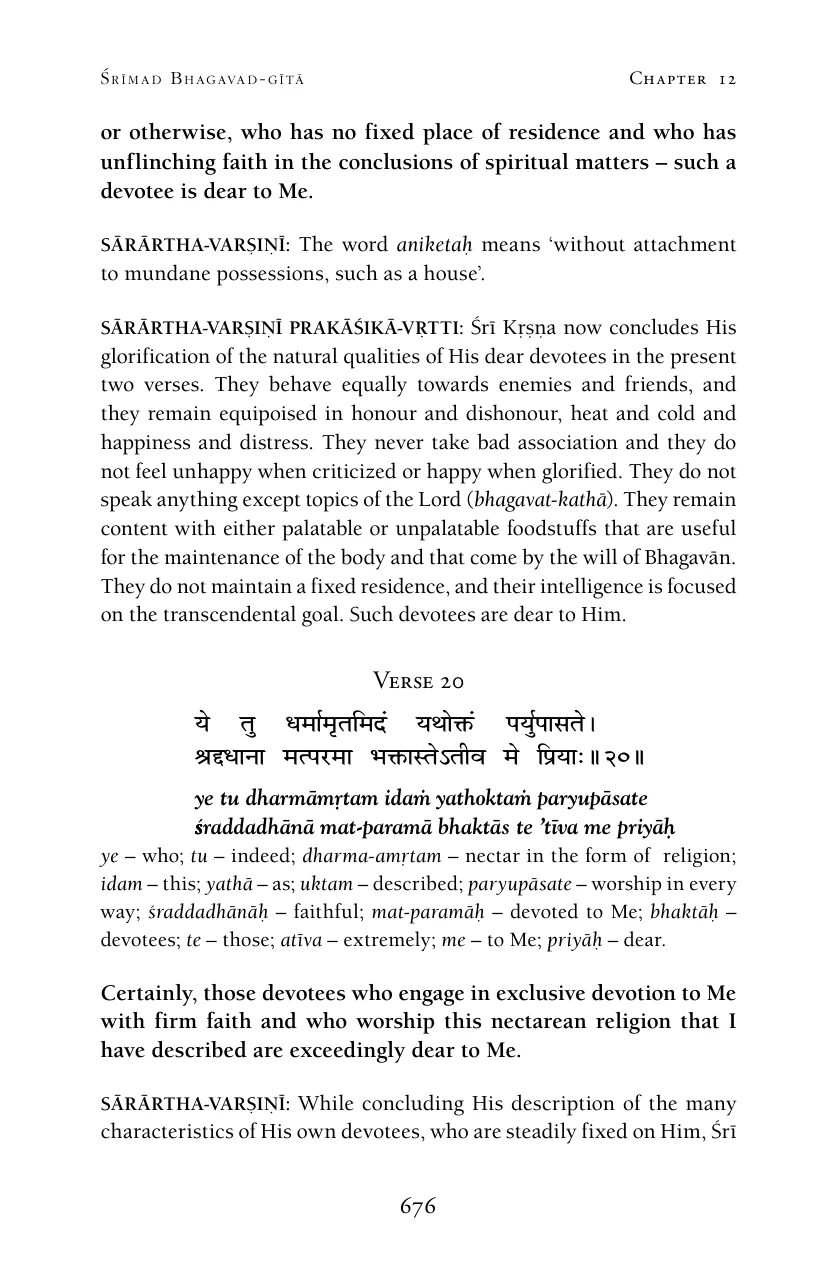 ŚRĪMAD BHAGAVAD-GĪTĀ CHAPTER 12
or otherwise, who has no fixed place of residence and who has
unflinching faith in the conclusions of spiritual matters – such a
devotee is dear to Me.
SĀRĀRTHA-VARṢIṆĪ: The word aniketaḥ means ‘without attachment
to mundane possessions, such as a house’.
SĀRĀRTHA-VARṢIṆĪ PRAKĀŚIKĀ-VṚTTI: Śrī Kṛṣṇa now concludes His
glorification of the natural qualities of His dear devotees in the present
two verses. They behave equally towards enemies and friends, and
they remain equipoised in honour and dishonour, heat and cold and
happiness and distress. They never take bad association and they do
not feel unhappy when criticized or happy when glorified. They do not
speak anything except topics of the Lord (bhagavat-kathā). They remain
content with either palatable or unpalatable foodstuffs that are useful
for the maintenance of the body and that come by the will of Bhagavān.
They do not maintain a fixed residence, and their intelligence is focused
on the transcendental goal. Such devotees are dear to Him.
VERSE 20
ये तु धर्मामृतमिदं यथोक्तं पर्युपासते।
श्रद्दधाना मत्परमा भक्तास्तेऽतीव मे प्रियाः॥२०॥
ye tu dharmāmṛtam idaṁ yathoktaṁ paryupāsate
śraddadhānā mat-paramā bhaktās te ’tīva me priyāḥ
ye – who; tu – indeed; dharma-amṛtam – nectar in the form of religion;
idam – this; yathā – as; uktam – described; paryupāsate – worship in every
way; śraddadhānāḥ – faithful; mat-paramāḥ – devoted to Me; bhaktāḥ –
devotees; te – those; atīva – extremely; me – to Me; priyāḥ – dear.
Certainly, those devotees who engage in exclusive devotion to Me
with firm faith and who worship this nectarean religion that I
have described are exceedingly dear to Me.
SĀRĀRTHA-VARṢIṆĪ: While concluding His description of the many
characteristics of His own devotees, who are steadily fixed on Him, Śrī
676